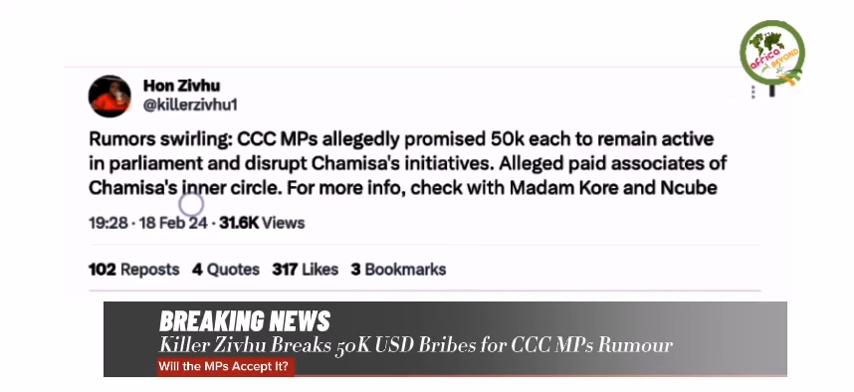 africa
BEYOND
Hon Zivhu
@killerzivhu1
Rumors swirling: CCC MPs allegedly promised 50k each to remain active
in parliament and disrupt Chamisa's initiatives. Alleged paid associates of
Chamisa's inner circle. For more info, check with Madam Kore and Ncube
19:28 · 18 Feb 24 · 31.6K Views
102 Reposts 4 Quotes 317 Likes 3 Bookmarks
BREAKING NEWS
Killer Zivhu Breaks 50K USD Bribes for CCC MPs Rumour
Will the MPs Accept It?